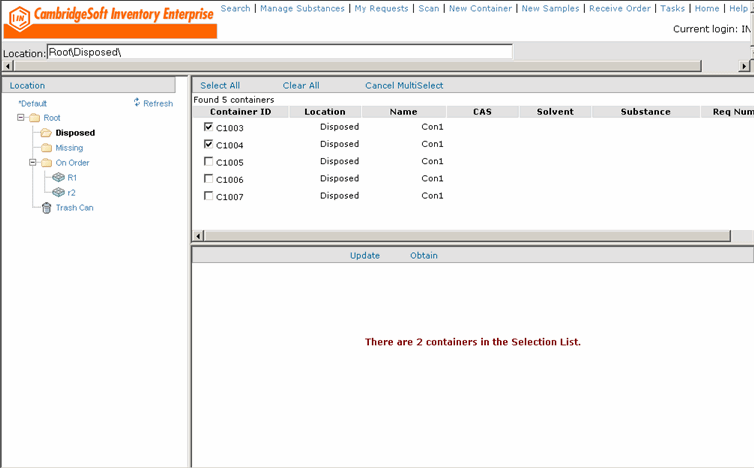 CambridgeSoft Inventory Enterprise
Search | Manage Substances | My Requests | Scan | New Container | New Samples | Receive Order | Tasks | Home | Help
Current login: IN
Location: Root\Disposed\
Location
*Default Refresh
Root
Disposed
Missing
On Order
R1
r2
Trash Can
Select All Clear All Cancel MultiSelect
Found 5 containers
Container ID Location Name CAS Solvent Substance Req Num
C1003 Disposed Con1
C1004 Disposed Con1
C1005 Disposed Con1
C1006 Disposed Con1
C1007 Disposed Con1
Update Obtain
There are 2 containers in the Selection List.